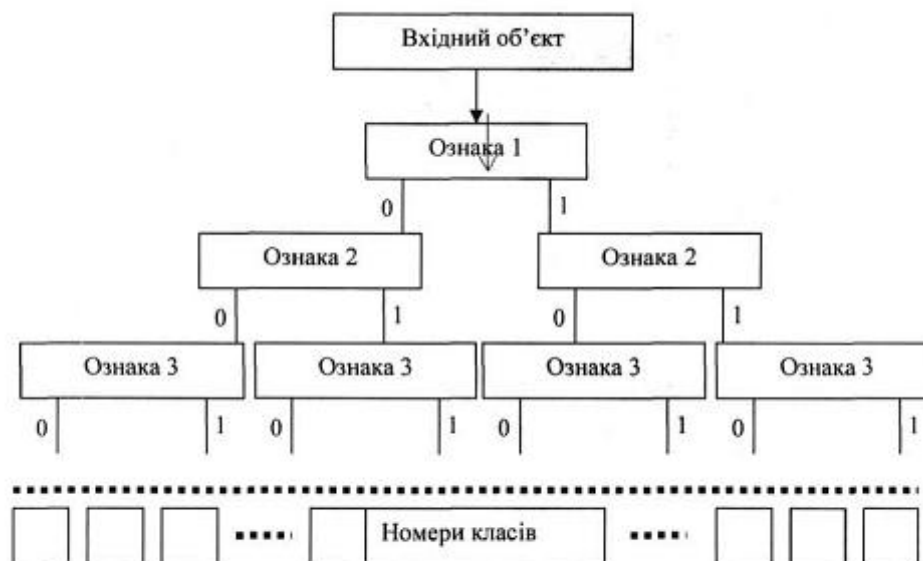 Вхідний об’єкт
Ознака 1
0 1
Ознака 2 Ознака 2
0 1 0 1
Ознака 3 Ознака 3 Ознака 3 Ознака 3
0 1 0 1 0 1 0 1
Номери класів